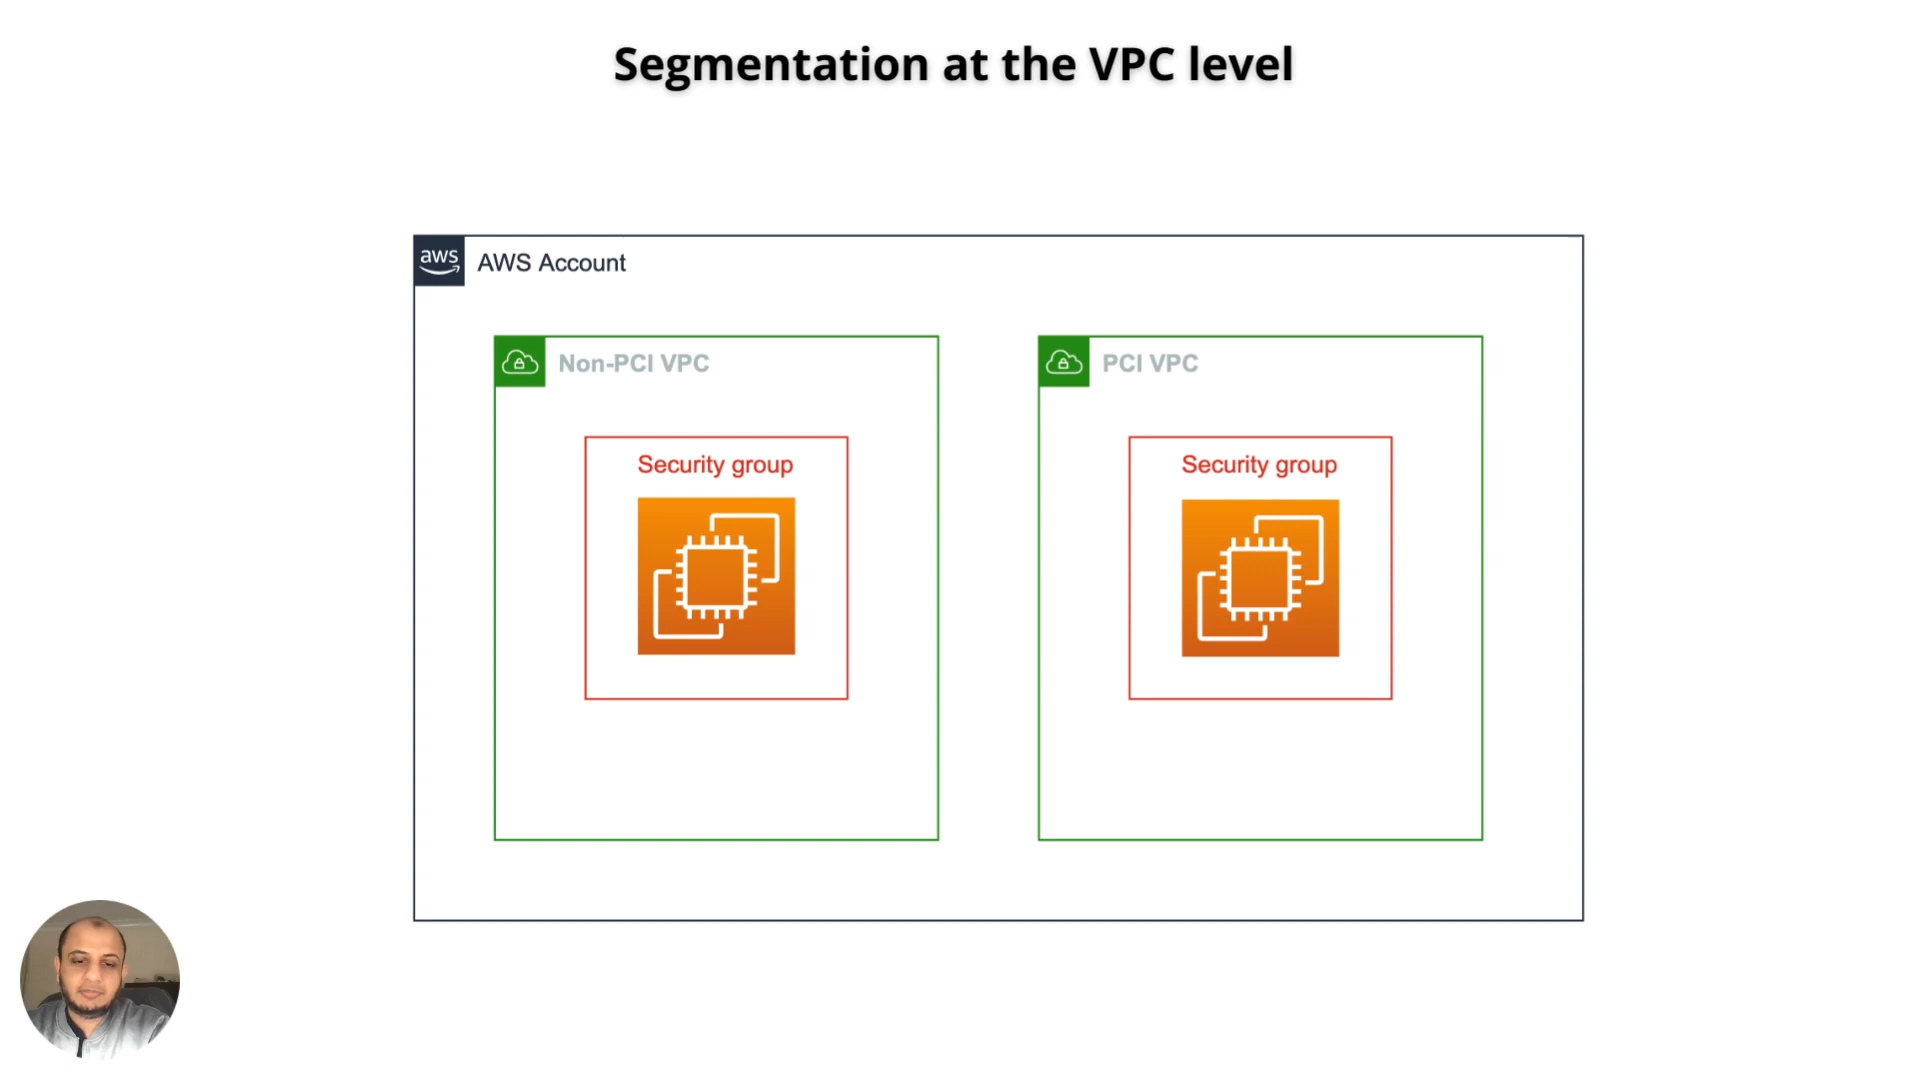 Segmentation at the VPC level
aws
AWS Account
Non-PCI VPC
PCI VPC
Security group
Security group